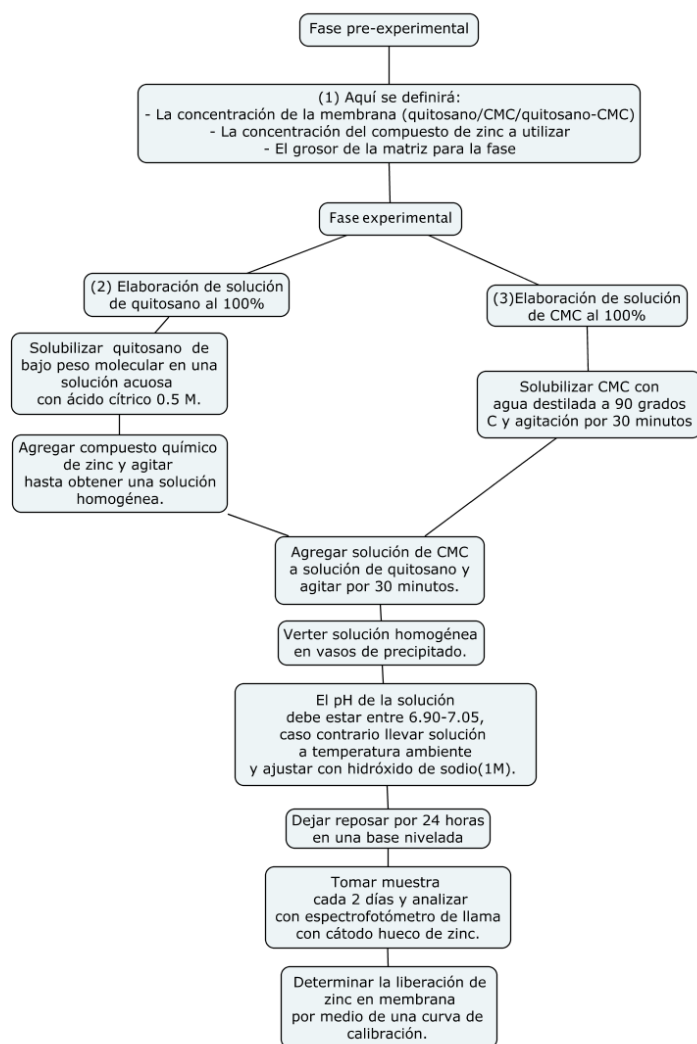 Fase pre-experimental
(1) Aquí se definirá:
- La concentración de la membrana (quitosano/CMC/quitosano-CMC)
- La concentración del compuesto de zinc a utilizar
- El grosor de la matriz para la fase
Fase experimental
(2) Elaboración de solución
de quitosano al 100%
(3)Elaboración de solución
de CMC al 100%
Solubilizar quitosano de
bajo peso molecular en una
solución acuosa
con ácido cítrico 0.5 M.
Solubilizar CMC con
agua destilada a 90 grados
C y agitación por 30 minutos
Agregar compuesto químico
de zinc y agitar
hasta obtener una solución
homogénea.
Agregar solución de CMC
a solución de quitosano y
agitar por 30 minutos.
Verter solución homogénea
en vasos de precipitado.
El pH de la solución
debe estar entre 6.90-7.05,
caso contrario llevar solución
a temperatura ambiente
y ajustar con hidróxido de sodio(1M).
Dejar reposar por 24 horas
en una base nivelada
Tomar muestra
cada 2 días y analizar
con espectrofotómetro de llama
con cátodo hueco de zinc.
Determinar la liberación de
zinc en membrana
por medio de una curva de
calibración.